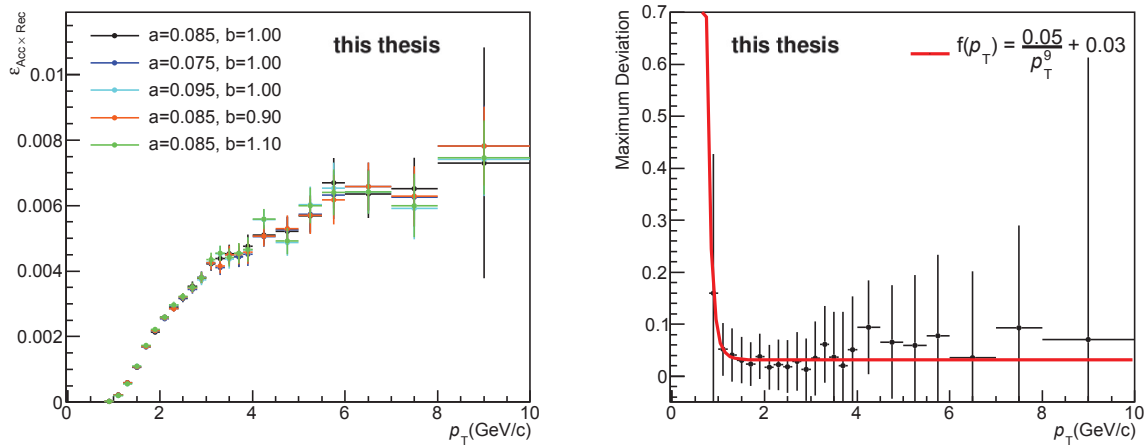 ε_Acc × Rec
0.01
0.008
0.006
0.004
0.002
0
a=0.085, b=1.00
a=0.075, b=1.00
a=0.095, b=1.00
a=0.085, b=0.90
a=0.085, b=1.10
this thesis
0 2 4 6 8 10
p_T(GeV/c)
Maximum Deviation
0.7
0.6
0.5
0.4
0.3
0.2
0.1
0
this thesis
f(p_T) = 0.05/p_T^9 + 0.03
0 2 4 6 8 10
p_T(GeV/c)